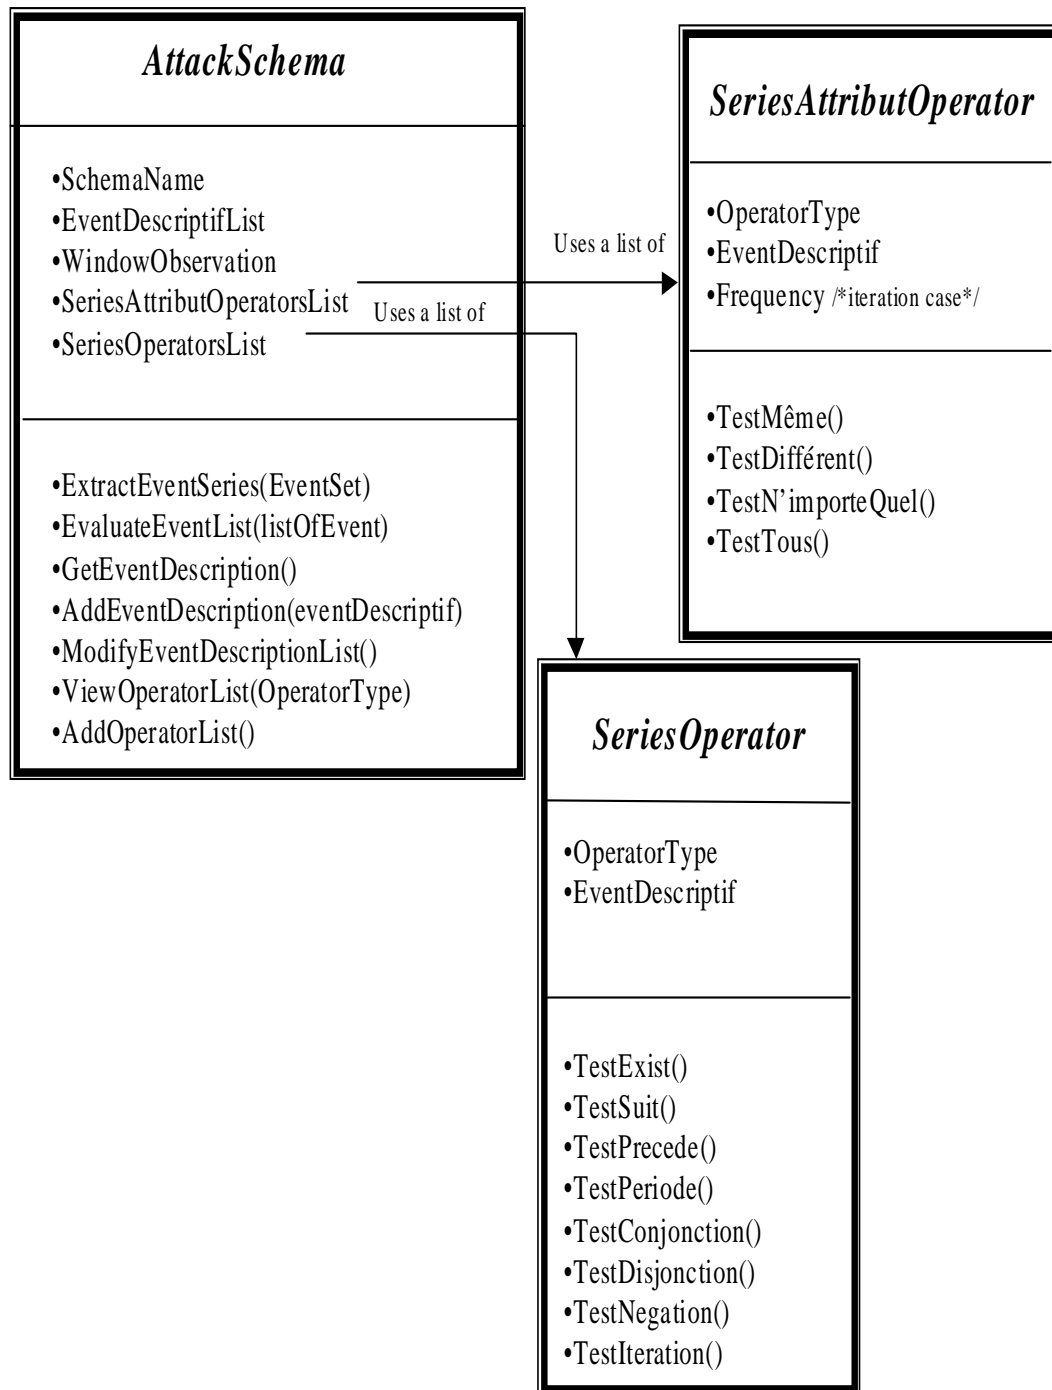 AttackSchema
•SchemaName
•EventDescriptifList
•WindowObservation
•SeriesAttributOperatorsList
•SeriesOperatorsList
•ExtractEventSeries(EventSet)
•EvaluateEventList(listOfEvent)
•GetEventDescription()
•AddEventDescription(eventDescriptif)
•ModifyEventDescriptionList()
•ViewOperatorList(OperatorType)
•AddOperatorList()
Uses a list of
Uses a list of
SeriesAttributOperator
•OperatorType
•EventDescriptif
•Frequency /*iteration case*/
•TestMême()
•TestDifférent()
•TestN’importeQuel()
•TestTous()
SeriesOperator
•OperatorType
•EventDescriptif
•TestExist()
•TestSuit()
•TestPrecede()
•TestPeriode()
•TestConjonction()
•TestDisjonction()
•TestNegation()
•TestIteration()